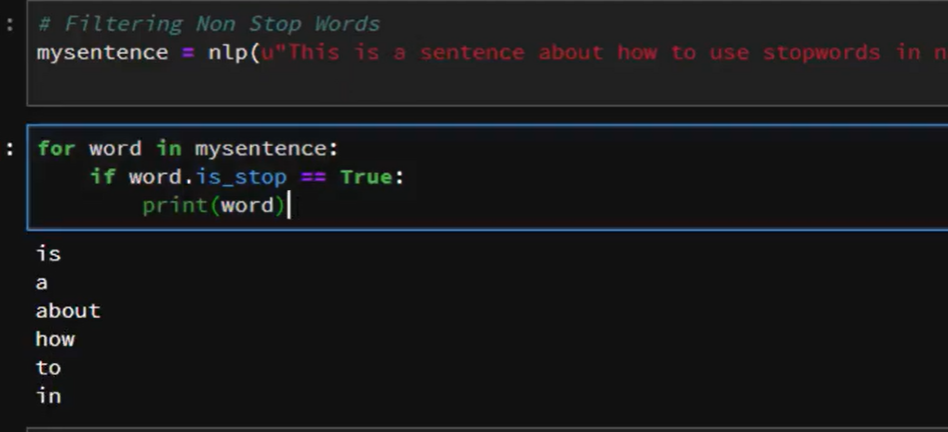 : # Filtering Non Stop Words
mysentence = nlp(u"This is a sentence about how to use stopwords in n
: for word in mysentence:
    if word.is_stop == True:
        print(word)
is
a
about
how
to
in